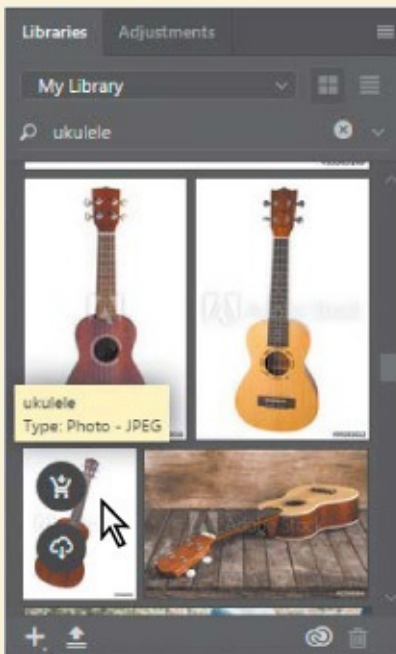 Libraries Adjustments
My Library
ukulele
ukulele
Type: Photo - JPEG